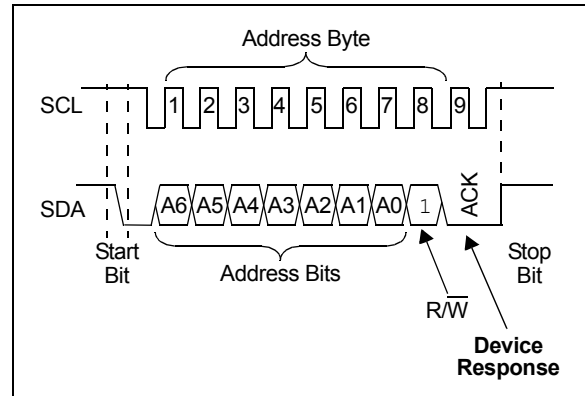 Address Byte
SCL 1 2 3 4 5 6 7 8 9
SDA A6 A5 A4 A3 A2 A1 A0 1 ACK
Start Bit
Address Bits
R/W̅
Stop Bit
Device Response